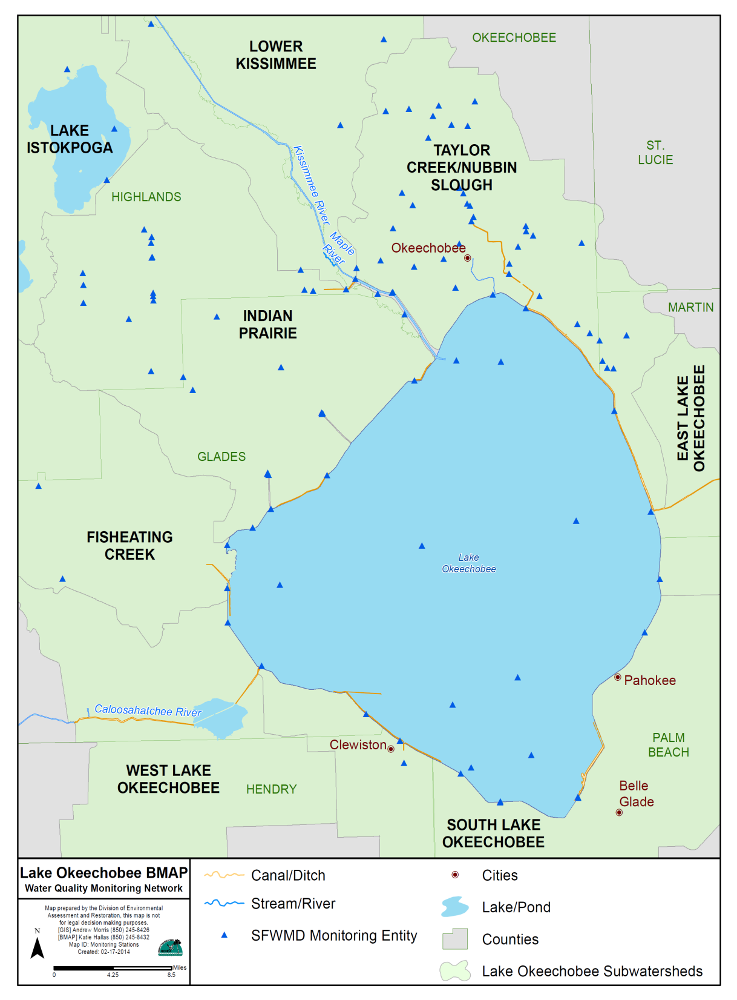 LOWER
KISSIMMEE
OKEECHOBEE
LAKE
ISTOKPOGA
ST.
LUCIE
TAYLOR
CREEK/NUBBIN
SLOUGH
Kissimmee River
HIGHLANDS
Maple
River
Okeechobee
MARTIN
INDIAN
PRAIRIE
EAST LAKE
OKEECHOBEE
GLADES
FISHEATING
CREEK
Lake
Okeechobee
Pahokee
Caloosahatchee River
Clewiston
PALM
BEACH
WEST LAKE
OKEECHOBEE
HENDRY
Belle
Glade
SOUTH LAKE
OKEECHOBEE
Lake Okeechobee BMAP
Water Quality Monitoring Network
Map prepared by the Division of Environmental
Assessment and Restoration, this map is not
for legal decision making purposes.
[GIS] Andrew Morris (850) 245-8426
[BMAP] Katie Hallas (850) 245-8432
Map ID: Monitoring Stations
Created: 02-17-2014
N
Miles
0 4.25 8.5
Canal/Ditch
Stream/River
SFWMD Monitoring Entity
Cities
Lake/Pond
Counties
Lake Okeechobee Subwatersheds